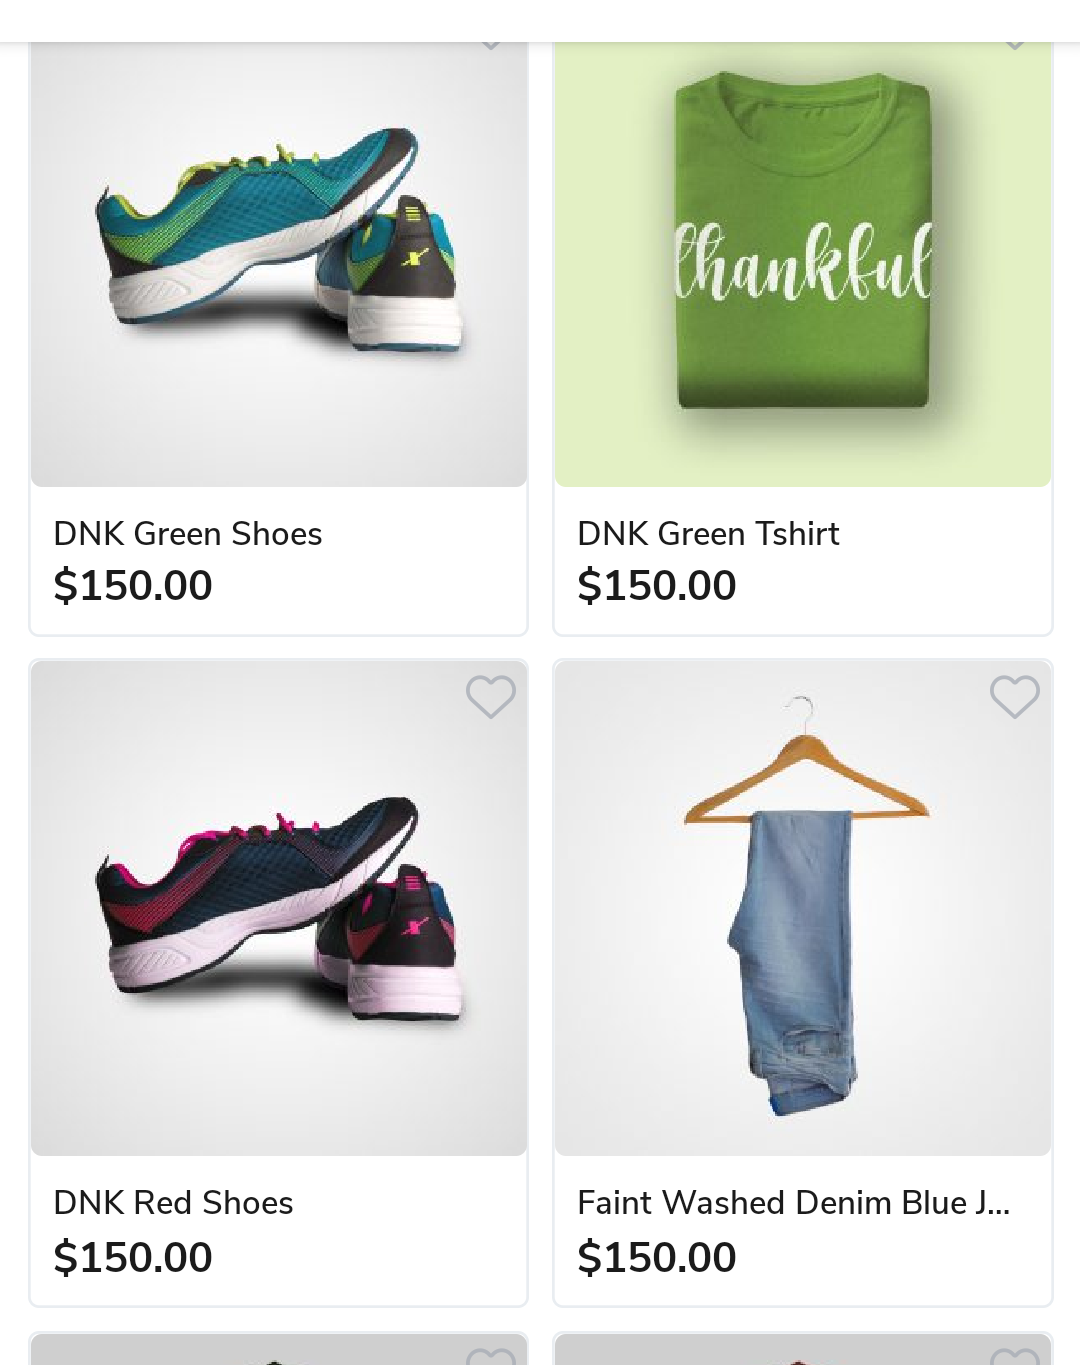 thankful
DNK Green Shoes
$150.00
DNK Green Tshirt
$150.00
DNK Red Shoes
$150.00
Faint Washed Denim Blue J...
$150.00